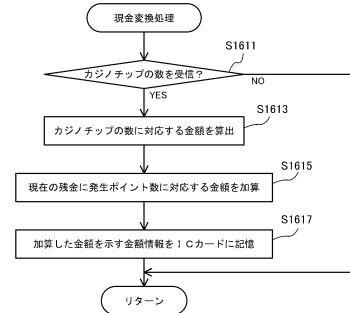 現金変換処理
S1611
カジノチップの数を受信？
NO
YES
S1613
カジノチップの数に対応する金額を算出
S1615
現在の残金に発生ポイント数に対応する金額を加算
S1617
加算した金額を示す金額情報をＩＣカードに記憶
リターン